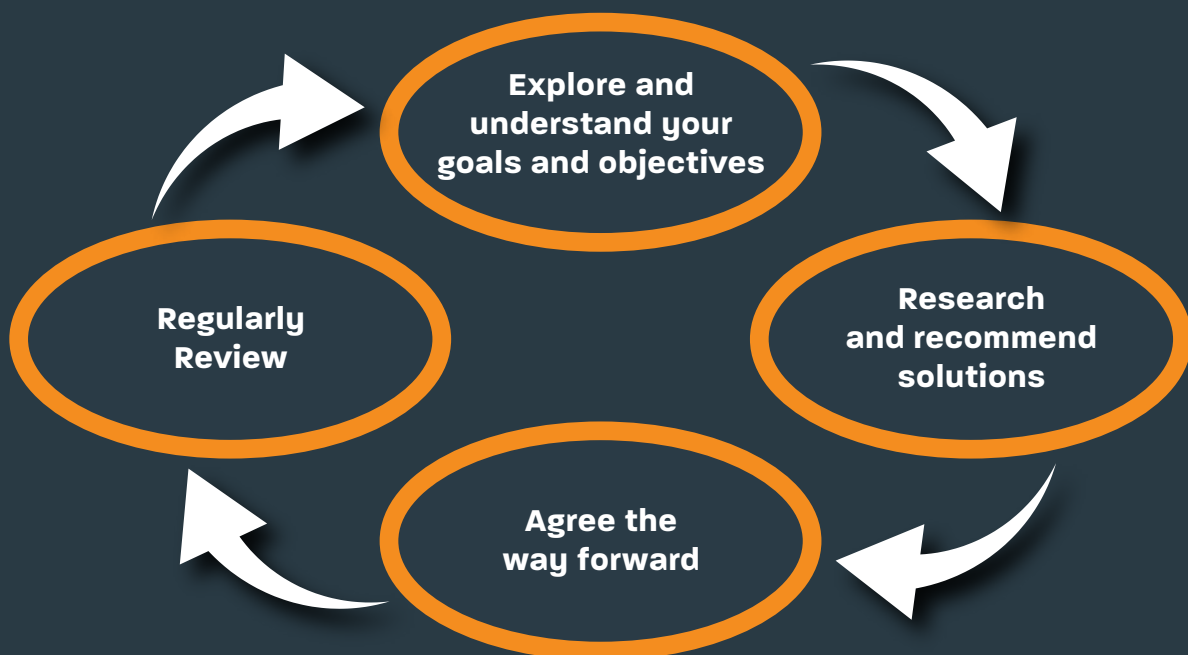 Explore and
understand your
goals and objectives
Research
and recommend
solutions
Agree the
way forward
Regularly
Review